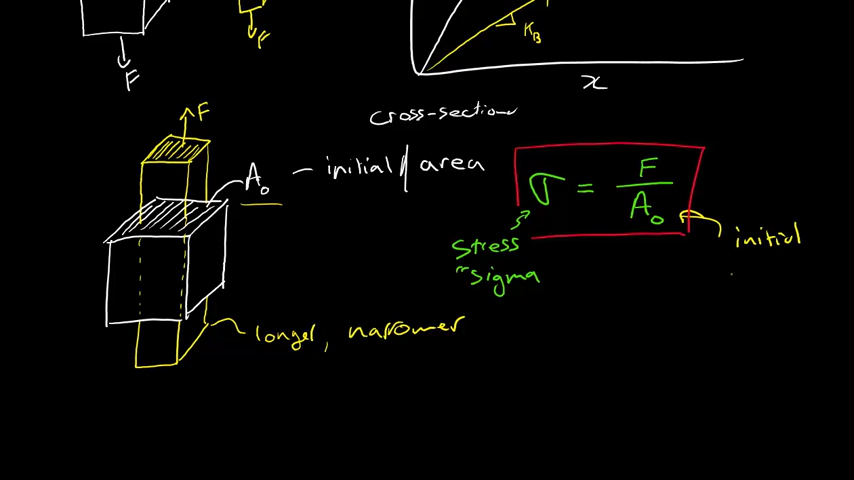 F
F
K_B
x
F
cross-section
A₀ – initial area
σ = F / A₀
stress
"sigma
initial
longer, narrower